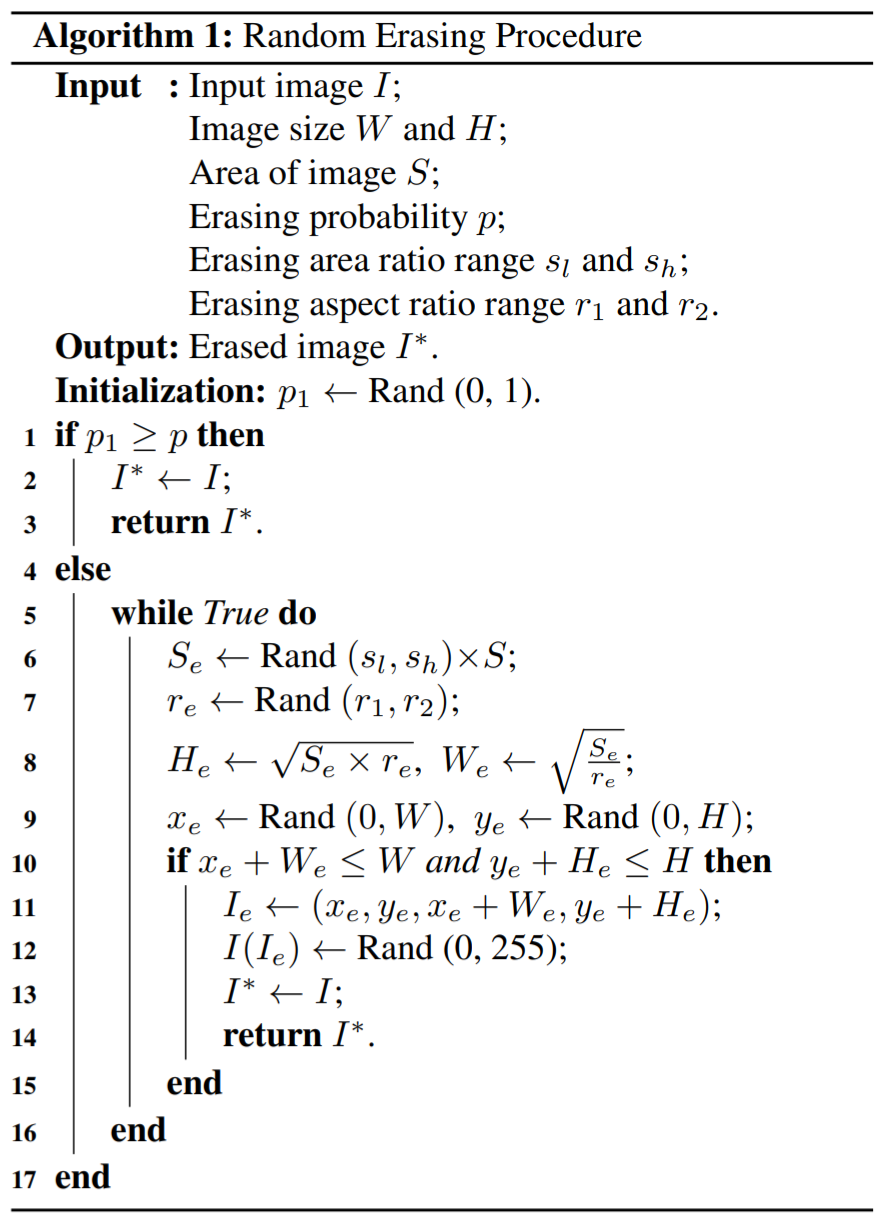 Algorithm 1: Random Erasing Procedure
Input : Input image I;
Image size W and H;
Area of image S;
Erasing probability p;
Erasing area ratio range s_l and s_h;
Erasing aspect ratio range r_1 and r_2.
Output: Erased image I*.
Initialization: p_1 ← Rand (0, 1).
1 if p_1 ≥ p then
2 I* ← I;
3 return I*.
4 else
5 while True do
6 S_e ← Rand (s_l, s_h)×S;
7 r_e ← Rand (r_1, r_2);
8 H_e ← √(S_e × r_e), W_e ← √(S_e/r_e);
9 x_e ← Rand (0, W), y_e ← Rand (0, H);
10 if x_e + W_e ≤ W and y_e + H_e ≤ H then
11 I_e ← (x_e, y_e, x_e + W_e, y_e + H_e);
12 I(I_e) ← Rand (0, 255);
13 I* ← I;
14 return I*.
15 end
16 end
17 end